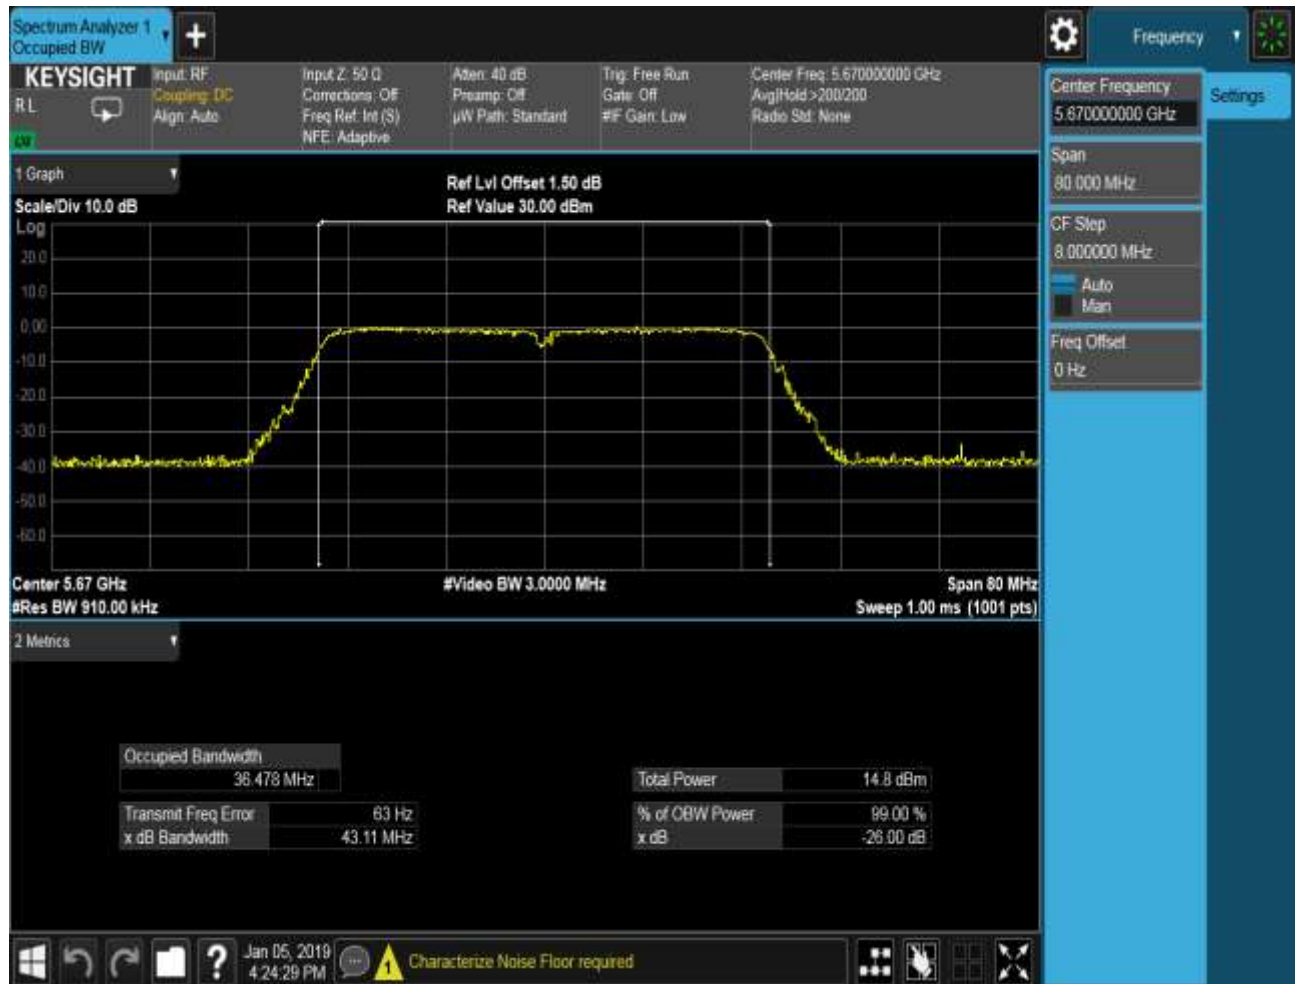 Spectrum Analyzer 1
Occupied BW
Frequency
KEYSIGHT
R L
Input: RF
Coupling: DC
Align: Auto
Input Z: 50 Ω
Corrections: Off
Freq Ref: Int (S)
NFE: Adaptive
Atten: 40 dB
Preamp: Off
µW Path: Standard
Trig: Free Run
Gate: Off
#IF Gain: Low
Center Freq: 5.670000000 GHz
Avg|Hold:>200/200
Radio Std: None
Center Frequency
5.670000000 GHz
Settings
Span
80.000 MHz
CF Step
8.000000 MHz
Auto
Man
Freq Offset
0 Hz
1 Graph
Scale/Div 10.0 dB
Ref Lvl Offset 1.50 dB
Ref Value 30.00 dBm
Log
20.0
10.0
0.00
-10.0
-20.0
-30.0
-40.0
-50.0
-60.0
Center 5.67 GHz
#Video BW 3.0000 MHz
Span 80 MHz
#Res BW 910.00 kHz
Sweep 1.00 ms (1001 pts)
2 Metrics
Occupied Bandwidth
36.478 MHz
Transmit Freq Error 63 Hz
x dB Bandwidth 43.11 MHz
Total Power 14.8 dBm
% of OBW Power 99.00 %
x dB -26.00 dB
?
Jan 05, 2019
4:24:29 PM
1
Characterize Noise Floor required